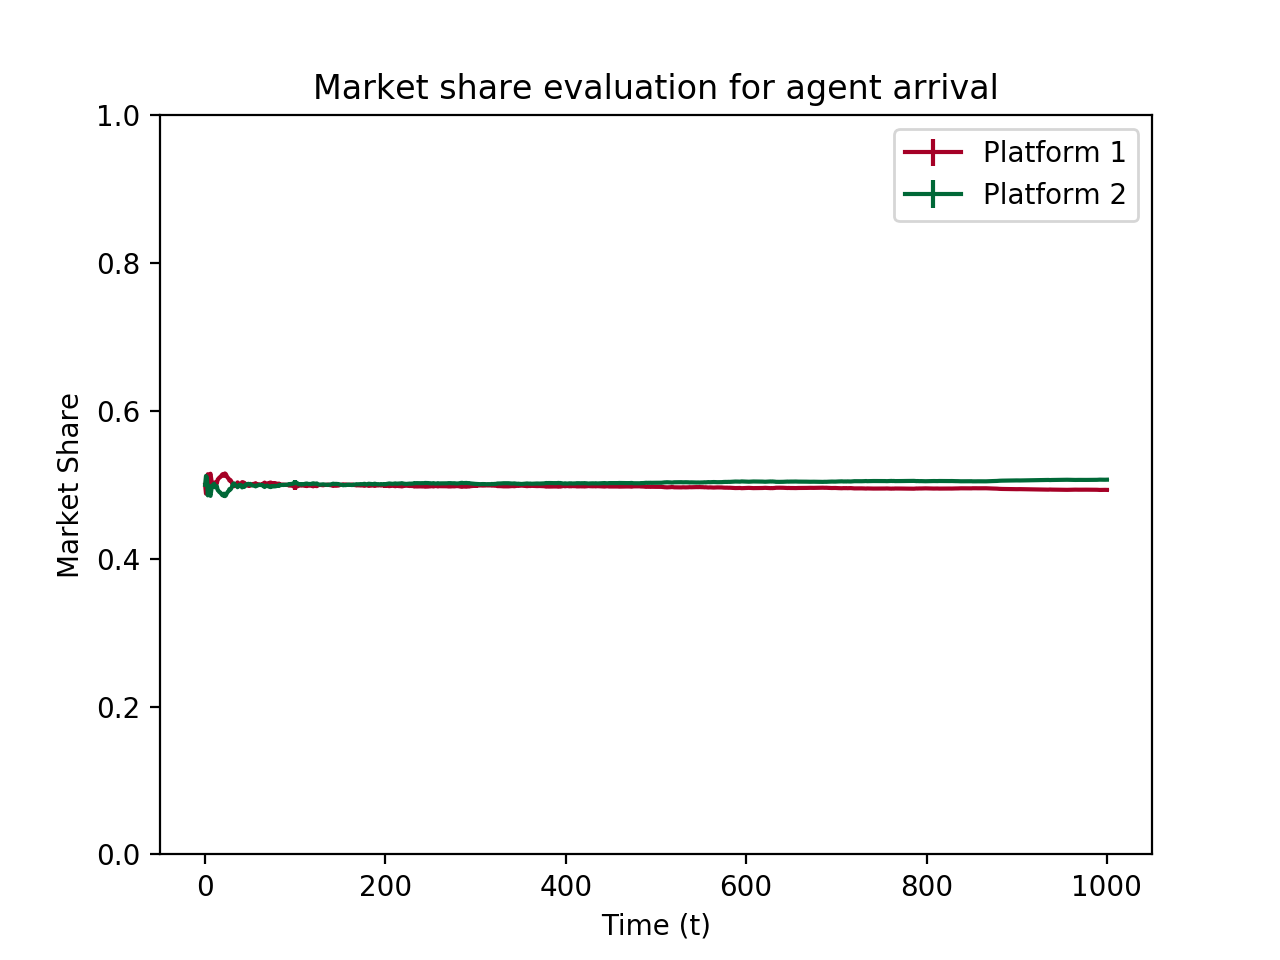 Market share evaluation for agent arrival
1.0
0.8
0.6
0.4
0.2
0.0
Market Share
Platform 1
Platform 2
0 200 400 600 800 1000
Time (t)